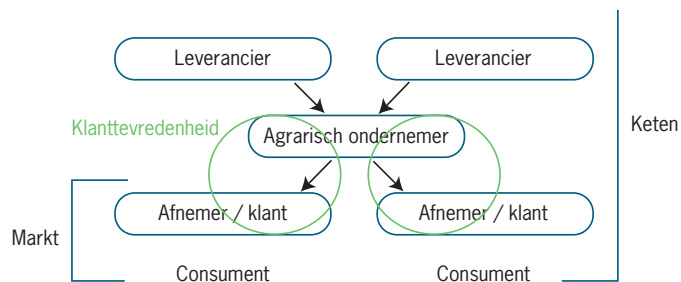 Leverancier
Leverancier
Klanttevredenheid
Agrarisch ondernemer
Keten
Afnemer / klant
Afnemer / klant
Markt
Consument
Consument